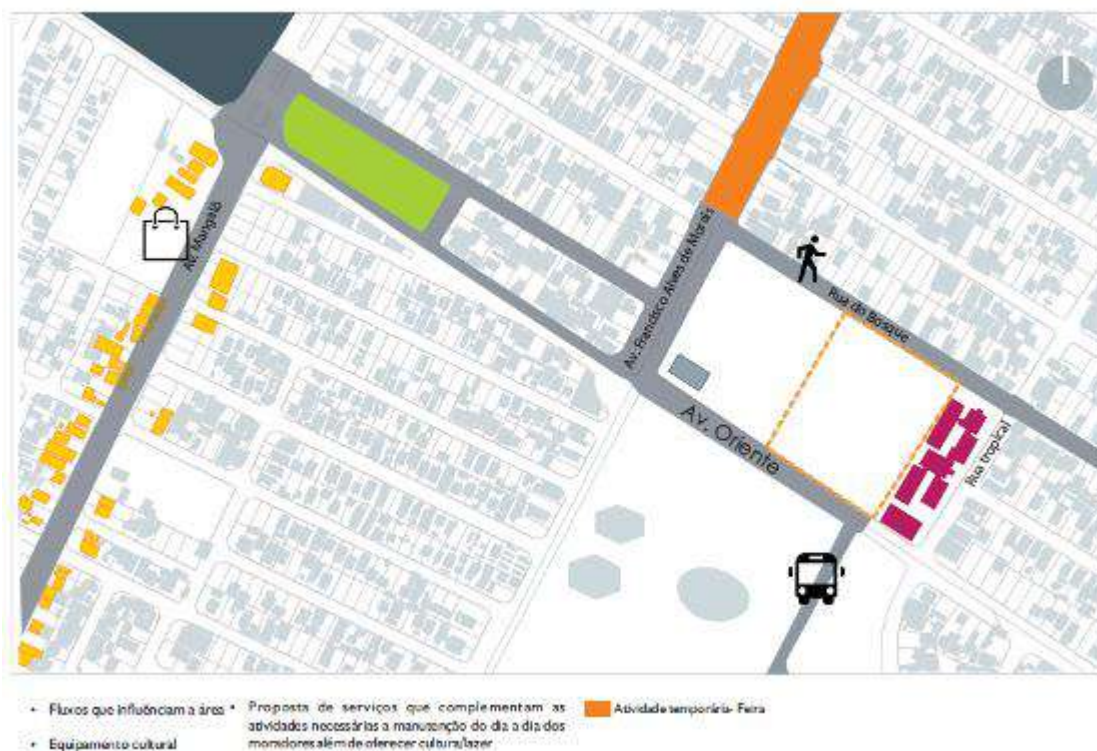 Av. Mangalô
Av. Francisco Alves de Morais
Rua do Bosque
Av. Oriente
Rua tropical
• Fluxos que influênciam a área
• Equipamento cultural
• Proposta de serviços que complementam as
atividades necessárias a manutenção do dia a dia dos
moradores além de oferecer cultura/lazer
Atividade temporária- Feira